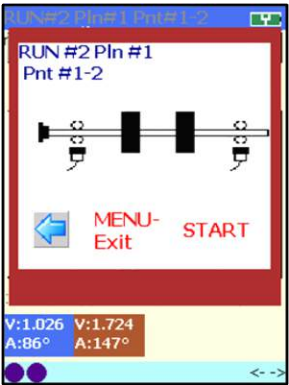 RUN#2 Pln#1 Pnt#1-2
RUN #2 Pln #1
Pnt #1-2
MENU-
Exit
START
V:1.026 V:1.724
A:86° A:147°
<-->